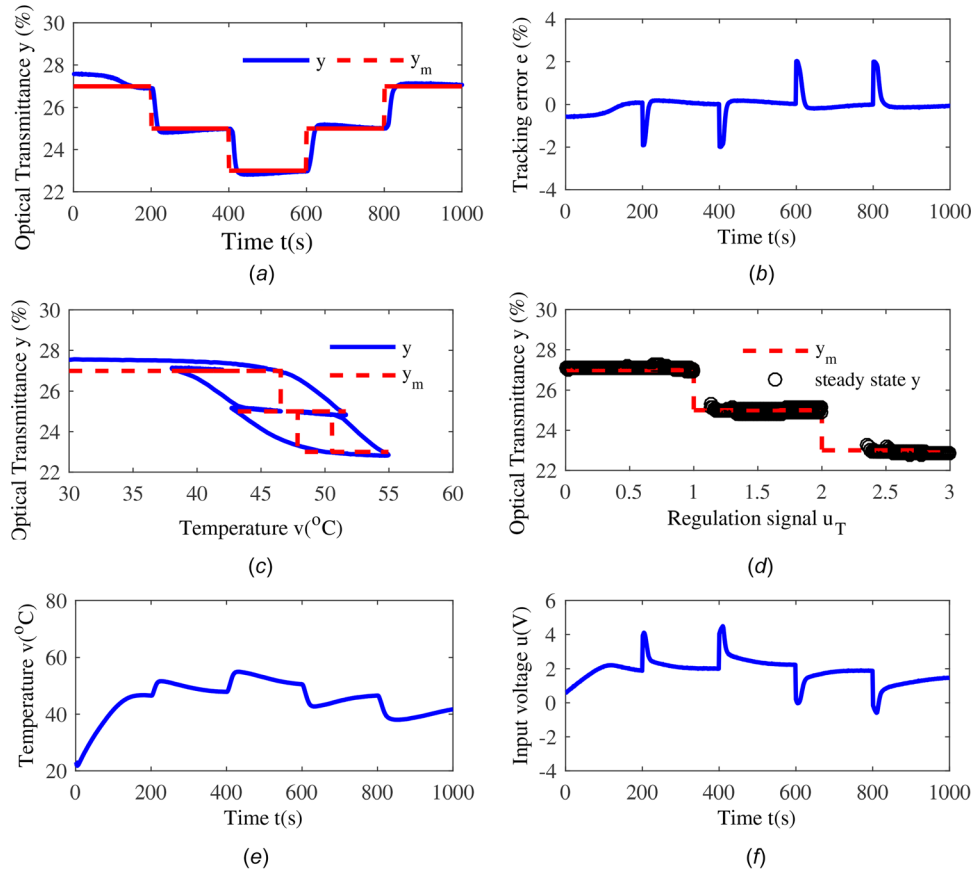 30
28
26
24
22
Optical Transmittance y (%)
y
y_m
0
200
400
600
800
1000
Time t(s)
(a)
4
2
0
-2
-4
Tracking error e (%)
0
200
400
600
800
1000
Time t(s)
(b)
30
28
26
24
22
Optical Transmittance y (%)
y
y_m
30
35
40
45
50
55
60
Temperature v(°C)
(c)
30
28
26
24
22
Optical Transmittance y (%)
y_m
steady state y
0
0.5
1
1.5
2
2.5
3
Regulation signal u_T
(d)
80
60
40
20
Temperature v(°C)
0
200
400
600
800
1000
Time t(s)
(e)
6
4
2
0
-2
-4
Input voltage u(V)
0
200
400
600
800
1000
Time t(s)
(f)